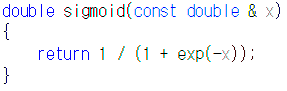 double sigmoid(const double & x)
{
    return 1 / (1 + exp(-x));
}